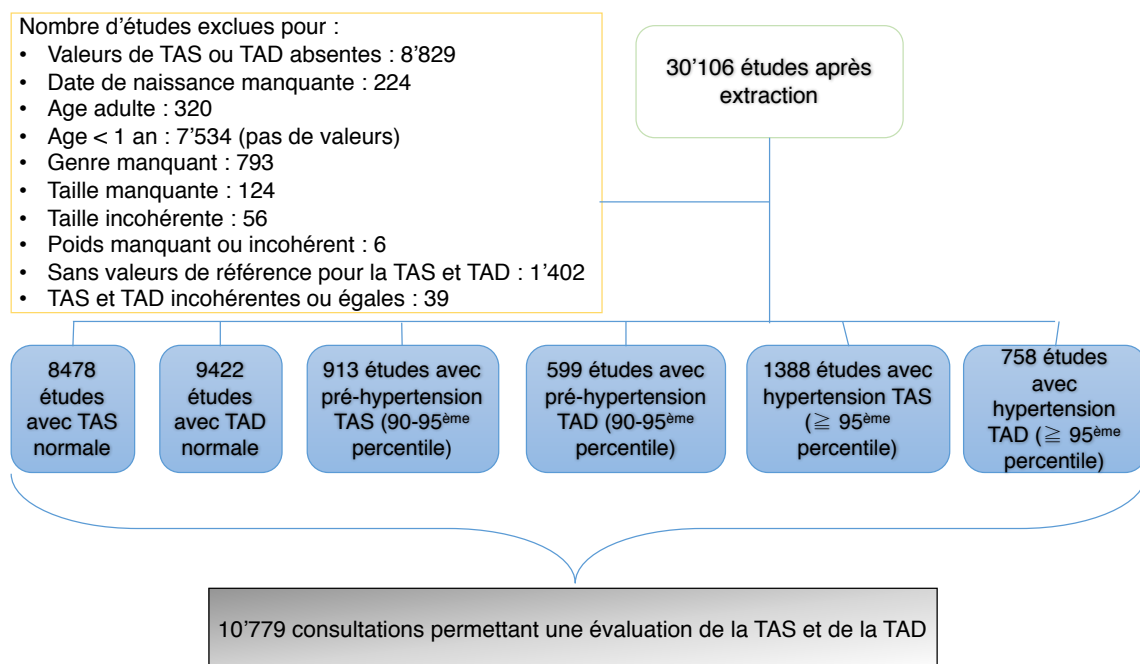 Nombre d’études exclues pour :
• Valeurs de TAS ou TAD absentes : 8’829
• Date de naissance manquante : 224
• Age adulte : 320
• Age < 1 an : 7’534 (pas de valeurs)
• Genre manquant : 793
• Taille manquante : 124
• Taille incohérente : 56
• Poids manquant ou incohérent : 6
• Sans valeurs de référence pour la TAS et TAD : 1’402
• TAS et TAD incohérentes ou égales : 39
30’106 études après
extraction
8478
études
avec TAS
normale
9422
études
avec TAD
normale
913 études avec
pré-hypertension
TAS (90-95ème
percentile)
599 études avec
pré-hypertension
TAD (90-95ème
percentile)
1388 études avec
hypertension TAS
(≧ 95ème
percentile)
758 études
avec
hypertension
TAD (≧ 95ème
percentile)
10’779 consultations permettant une évaluation de la TAS et de la TAD